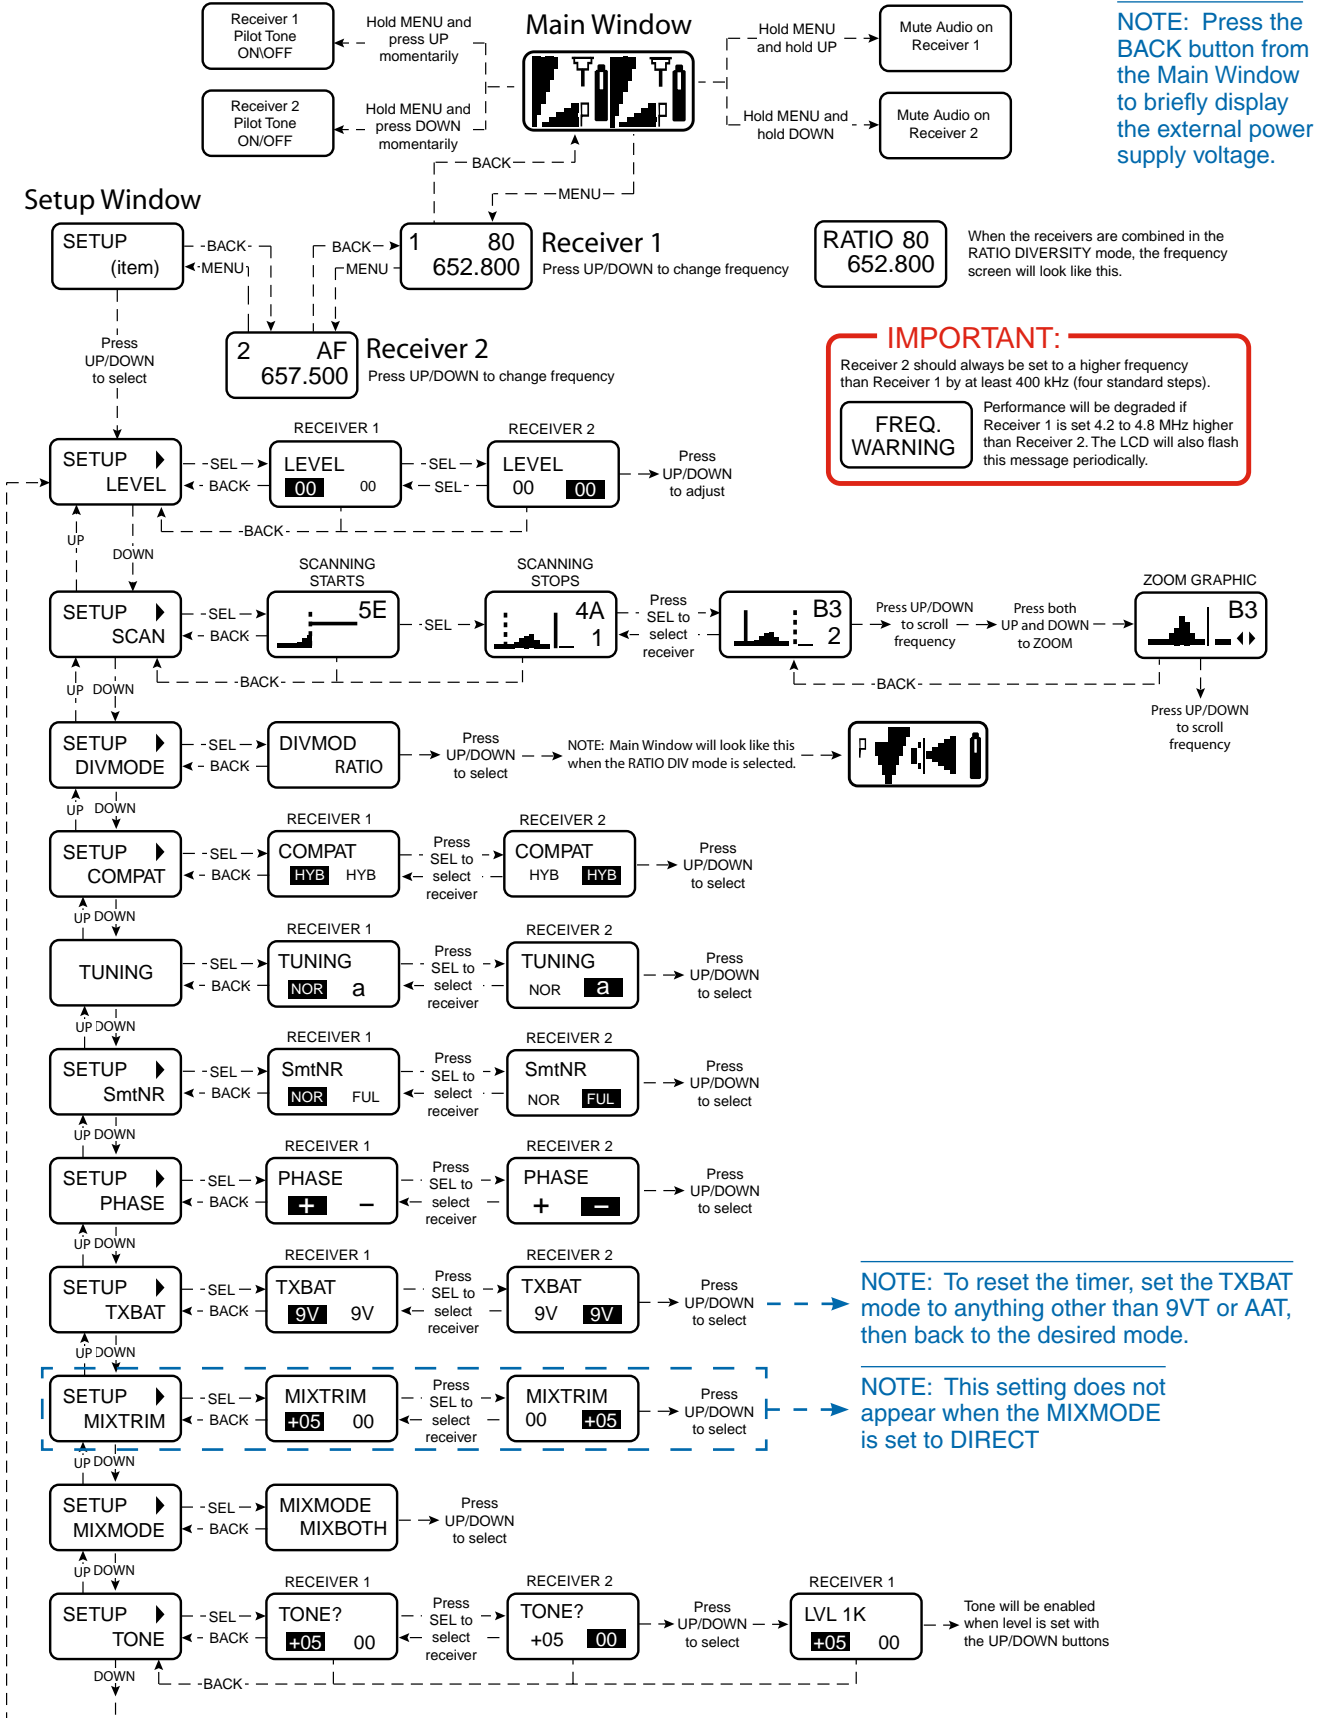 Receiver 1
Pilot Tone
ON\OFF
Hold MENU and
press UP
momentarily
Main Window
Hold MENU
and hold UP
Mute Audio on
Receiver 1
NOTE: Press the
BACK button from
the Main Window
to briefly display
the external power
supply voltage.
Receiver 2
Pilot Tone
ON/OFF
Hold MENU and
press DOWN
momentarily
Hold MENU and
hold DOWN
Mute Audio on
Receiver 2
BACK
MENU
Setup Window
SETUP
(item)
BACK
MENU
BACK
MENU
1 80
652.800
Receiver 1
Press UP/DOWN to change frequency
RATIO 80
652.800
When the receivers are combined in the
RATIO DIVERSITY mode, the frequency
screen will look like this.
Press
UP/DOWN
to select
2 AF
657.500
Receiver 2
Press UP/DOWN to change frequency
IMPORTANT:
Receiver 2 should always be set to a higher frequency
than Receiver 1 by at least 400 kHz (four standard steps).
FREQ.
WARNING
Performance will be degraded if
Receiver 1 is set 4.2 to 4.8 MHz higher
than Receiver 2. The LCD will also flash
this message periodically.
RECEIVER 1
RECEIVER 2
SETUP
LEVEL
SEL
BACK
LEVEL
00 00
SEL
SEL
LEVEL
00 00
Press
UP/DOWN
to adjust
BACK
UP
DOWN
SCANNING
STARTS
SCANNING
STOPS
ZOOM GRAPHIC
SETUP
SCAN
SEL
BACK
5E
SEL
4A
1
Press
SEL to
select
receiver
B3
2
Press UP/DOWN
to scroll
frequency
Press both
UP and DOWN
to ZOOM
B3
BACK
BACK
Press UP/DOWN
to scroll
frequency
UP
DOWN
SETUP
DIVMODE
SEL
BACK
DIVMOD
RATIO
Press
UP/DOWN
to select
NOTE: Main Window will look like this
when the RATIO DIV mode is selected.
UP
DOWN
RECEIVER 1
RECEIVER 2
SETUP
COMPAT
SEL
BACK
COMPAT
HYB HYB
Press
SEL to
select
receiver
COMPAT
HYB HYB
Press
UP/DOWN
to select
UP
DOWN
RECEIVER 1
RECEIVER 2
TUNING
SEL
BACK
TUNING
NOR a
Press
SEL to
select
receiver
TUNING
NOR a
Press
UP/DOWN
to select
UP
DOWN
RECEIVER 1
RECEIVER 2
SETUP
SmtNR
SEL
BACK
SmtNR
NOR FUL
Press
SEL to
select
receiver
SmtNR
NOR FUL
Press
UP/DOWN
to select
UP
DOWN
RECEIVER 1
RECEIVER 2
SETUP
PHASE
SEL
BACK
PHASE
+ −
Press
SEL to
select
receiver
PHASE
+ −
Press
UP/DOWN
to select
UP
DOWN
RECEIVER 1
RECEIVER 2
SETUP
TXBAT
SEL
BACK
TXBAT
9V 9V
Press
SEL to
select
receiver
TXBAT
9V 9V
Press
UP/DOWN
to select
NOTE: To reset the timer, set the TXBAT
mode to anything other than 9VT or AAT,
then back to the desired mode.
UP
DOWN
SETUP
MIXTRIM
SEL
BACK
MIXTRIM
+05 00
Press
SEL to
select
receiver
MIXTRIM
00 +05
Press
UP/DOWN
to select
NOTE: This setting does not
appear when the MIXMODE
is set to DIRECT
UP
DOWN
SETUP
MIXMODE
SEL
BACK
MIXMODE
MIXBOTH
Press
UP/DOWN
to select
UP
DOWN
RECEIVER 1
RECEIVER 2
RECEIVER 1
SETUP
TONE
SEL
BACK
TONE?
+05 00
Press
SEL to
select
receiver
TONE?
+05 00
Press
UP/DOWN
to select
LVL 1K
+05 00
Tone will be enabled
when level is set with
the UP/DOWN buttons
DOWN
BACK